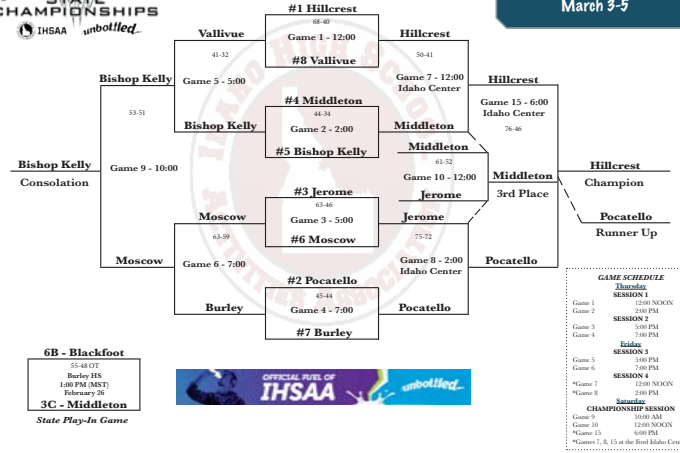 STATE
CHAMPIONSHIPS
IHSAA unbottled
March 3-5
#1 Hillcrest
68-40
Game 1 - 12:00
#8 Vallivue
Vallivue
41-32
Game 5 - 5:00
Bishop Kelly
#4 Middleton
44-34
Game 2 - 2:00
#5 Bishop Kelly
Bishop Kelly
53-51
Game 9 - 10:00
Moscow
Bishop Kelly
Consolation
#3 Jerome
63-46
Game 3 - 5:00
#6 Moscow
Moscow
63-59
Game 6 - 7:00
Burley
#2 Pocatello
45-44
Game 4 - 7:00
#7 Burley
Hillcrest
50-41
Game 7 - 12:00
Idaho Center
Middleton
Middleton
61-52
Game 10 - 12:00
Jerome
Jerome
75-72
Game 8 - 2:00
Idaho Center
Pocatello
Hillcrest
Game 15 - 6:00
Idaho Center
76-46
Middleton
3rd Place
Pocatello
Hillcrest
Champion
Pocatello
Runner Up
IDAHO HIGH SCHOOL
ACTIVITIES ASSOCIATION
6B - Blackfoot
55-48 OT
Burley HS
1:00 PM (MST)
February 26
3C - Middleton
State Play-In Game
OFFICIAL FUEL OF
IHSAA
unbottled
GAME SCHEDULE
Thursday
SESSION 1
Game 1 12:00 NOON
Game 2 2:00 PM
SESSION 2
Game 3 5:00 PM
Game 4 7:00 PM
Friday
SESSION 3
Game 5 5:00 PM
Game 6 7:00 PM
SESSION 4
*Game 7 12:00 NOON
*Game 8 2:00 PM
Saturday
CHAMPIONSHIP SESSION
Game 9 10:00 AM
Game 10 12:00 NOON
*Game 15 6:00 PM
*Games 7, 8, 15 at the Ford Idaho Cen